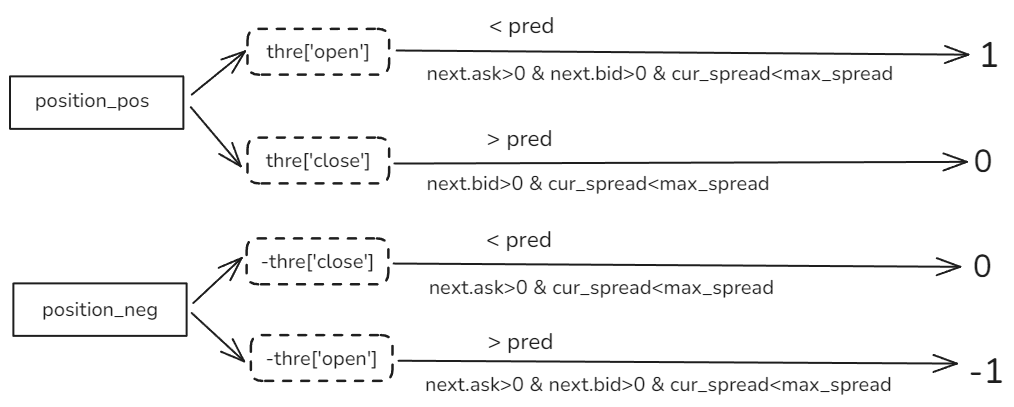 < pred
thre['open']
next.ask>0 & next.bid>0 & cur_spread<max_spread
1
position_pos
> pred
thre['close']
next.bid>0 & cur_spread<max_spread
0
< pred
-thre['close']
next.ask>0 & cur_spread<max_spread
0
position_neg
> pred
-thre['open']
next.ask>0 & next.bid>0 & cur_spread<max_spread
-1